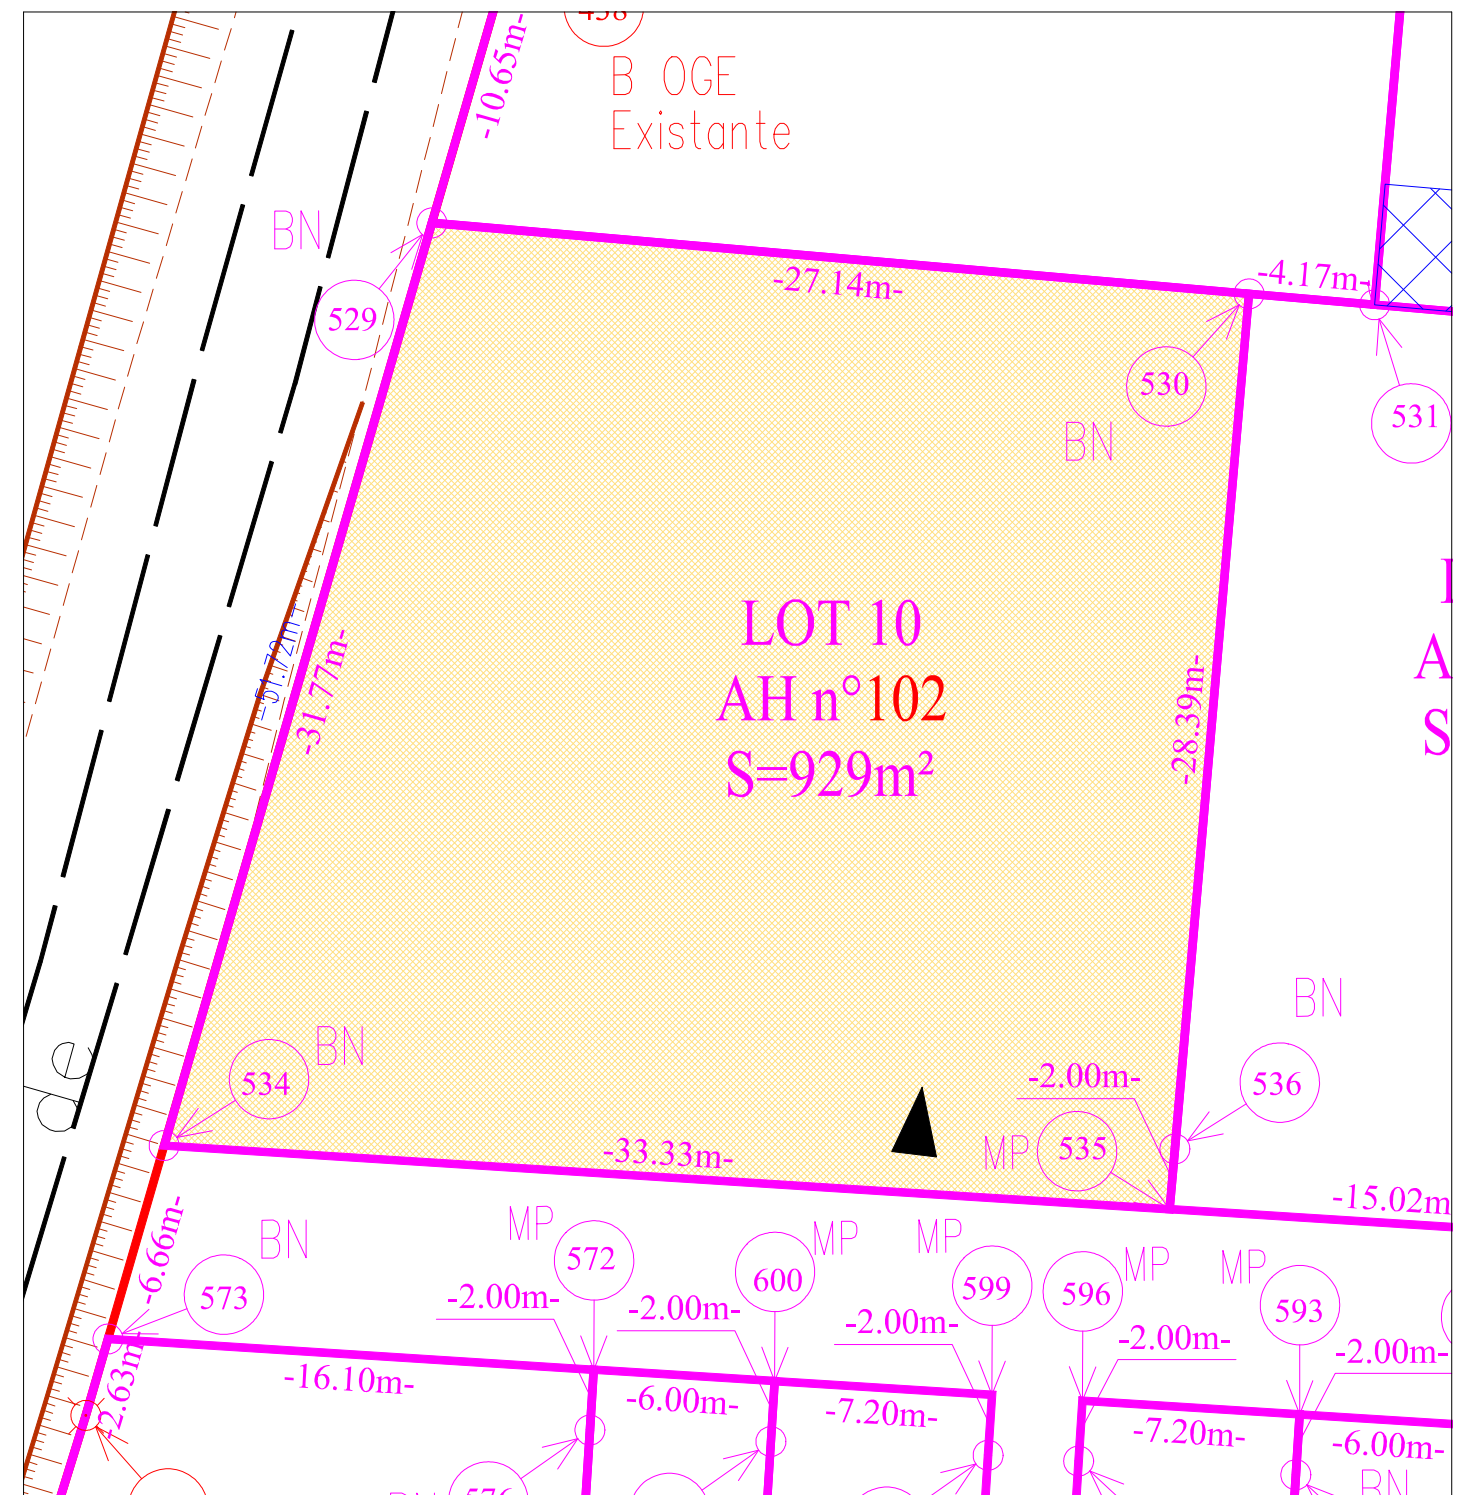 -10.65m-
B OGE
Existante
BN
529
-27.14m-
-4.17m-
530
BN
531
-51.72m-
-31.77m-
LOT 10
AH n°102
S=929m²
A
S
-28.39m-
BN
534
BN
536
-2.00m-
MP
535
-33.33m-
de
-15.02m
-6.66m-
BN
573
MP
572
MP
600
MP
599
596
MP
MP
593
-2.00m-
-2.00m-
-2.00m-
-2.00m-
-2.00m-
-2.63m-
-16.10m-
-6.00m-
-7.20m-
-7.20m-
-6.00m-